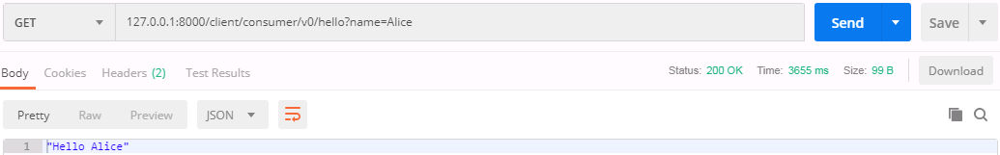 GET 127.0.0.1:8000/client/consumer/v0/hello?name=Alice Send Save
Body Cookies Headers (2) Test Results Status: 200 OK Time: 3655 ms Size: 99 B Download
Pretty Raw Preview JSON
1 "Hello Alice"